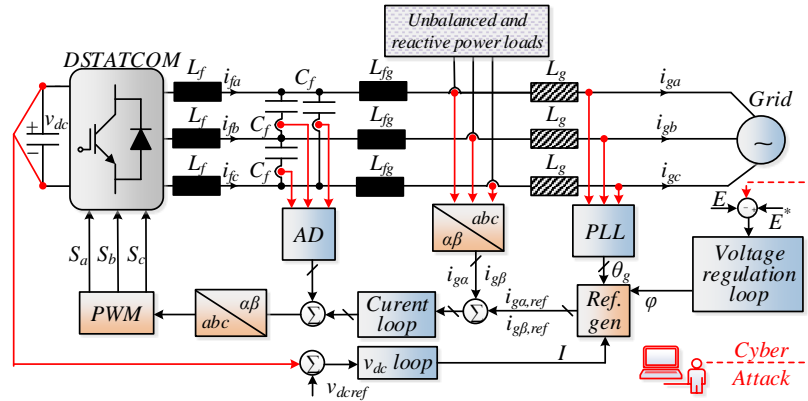 Unbalanced and
reactive power loads
DSTATCOM
L_f
i_fa
C_f
L_fg
L_g
i_ga
Grid
+
−
v_dc
L_f
i_fb
C_f
L_fg
L_g
i_gb
~
L_f
i_fc
C_f
L_fg
L_g
i_gc
S_a
S_b
S_c
AD
abc
αβ
PLL
E
- +
E*
Voltage
regulation
loop
i_gα
i_gβ
θ_g
PWM
αβ
abc
Σ
Curent
loop
Σ
i_gα,ref
i_gβ,ref
Ref.
gen
φ
Σ
v_dc loop
I
v_dcref
Cyber
Attack